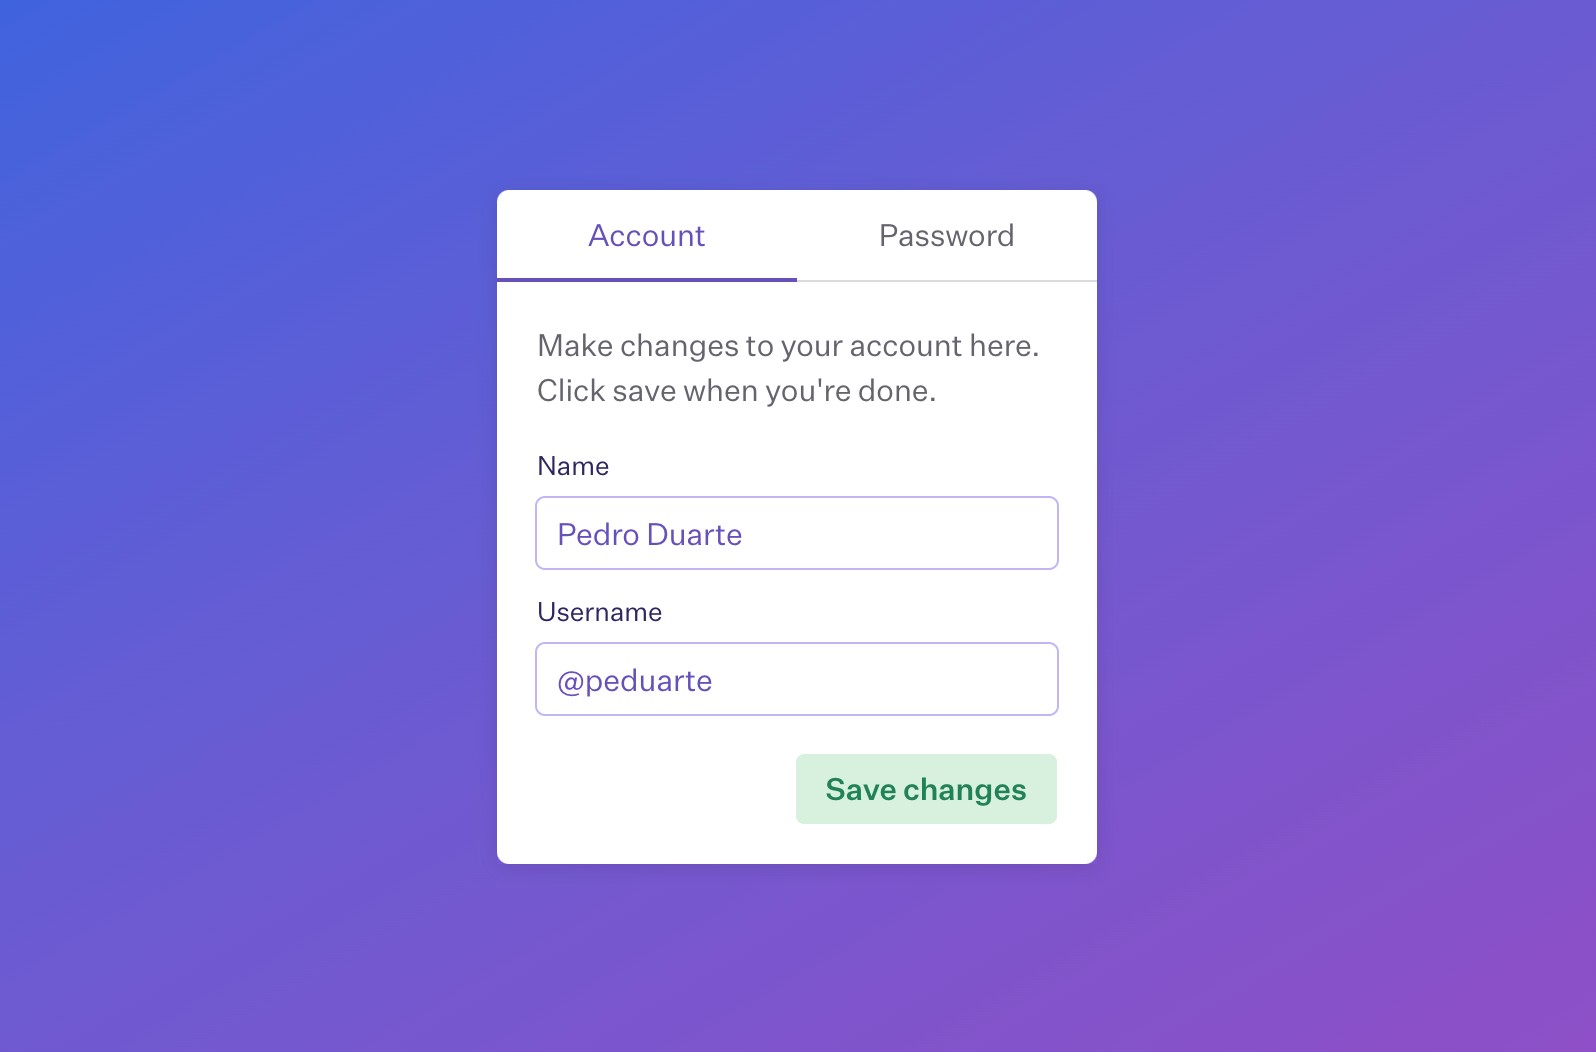 Account
Password
Make changes to your account here.
Click save when you're done.
Name
Pedro Duarte
Username
@peduarte
Save changes